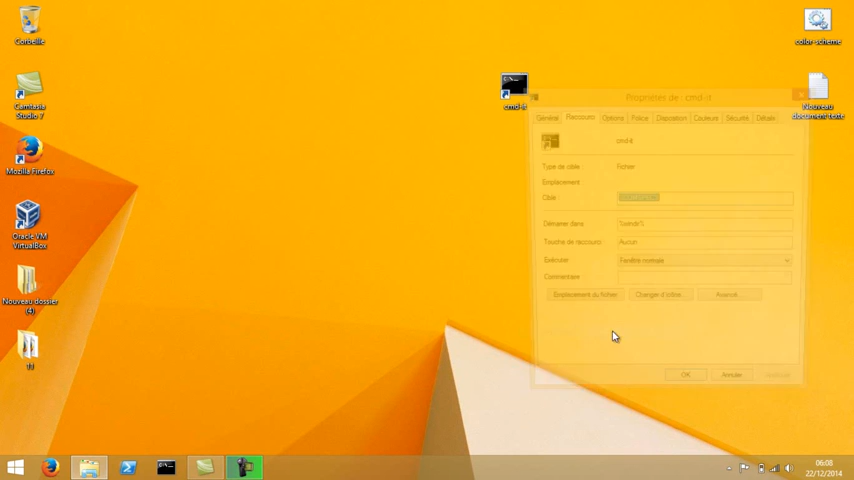 Corbeille
Camtasia
Studio 7
Mozilla Firefox
Oracle VM
VirtualBox
Nouveau dossier
(4)
11
cmd-it
color-scheme
Nouveau
document texte
Propriétés de : cmd-it
Général Raccourci Options Police Disposition Couleurs Sécurité Détails
cmd-it
Type de cible: Fichier
Emplacement
Cible:
Démarrer dans: %windir%
Touche de raccourci: Aucun
Exécuter: Fenêtre normale
Commentaire
Emplacement du fichier Changer d'icône... Avancé...
OK Annuler
06:08
22/12/2014